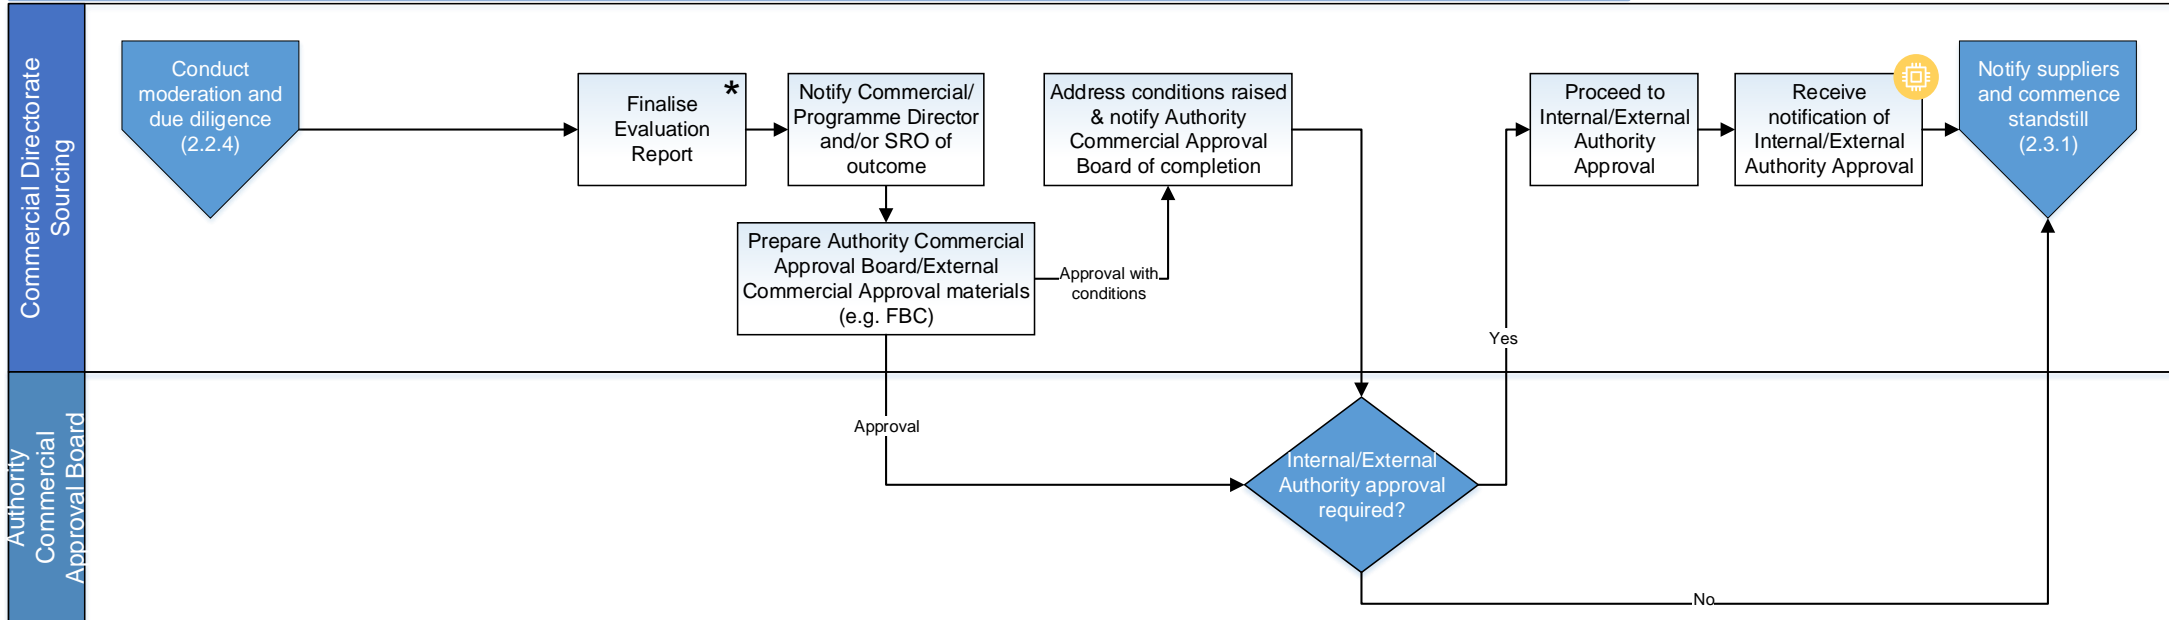 Commercial Directorate
Sourcing
Conduct
moderation and
due diligence
(2.2.4)
Finalise
Evaluation
Report
*
Notify Commercial/
Programme Director
and/or SRO of
outcome
Address conditions raised
& notify Authority
Commercial Approval
Board of completion
Proceed to
Internal/External
Authority
Approval
Receive
notification of
Internal/External
Authority Approval
Notify suppliers
and commence
standstill
(2.3.1)
Prepare Authority Commercial
Approval Board/External
Commercial Approval materials
(e.g. FBC)
Approval with
conditions
Yes
Authority
Commercial
Approval Board
Approval
Internal/External
Authority approval
required?
No